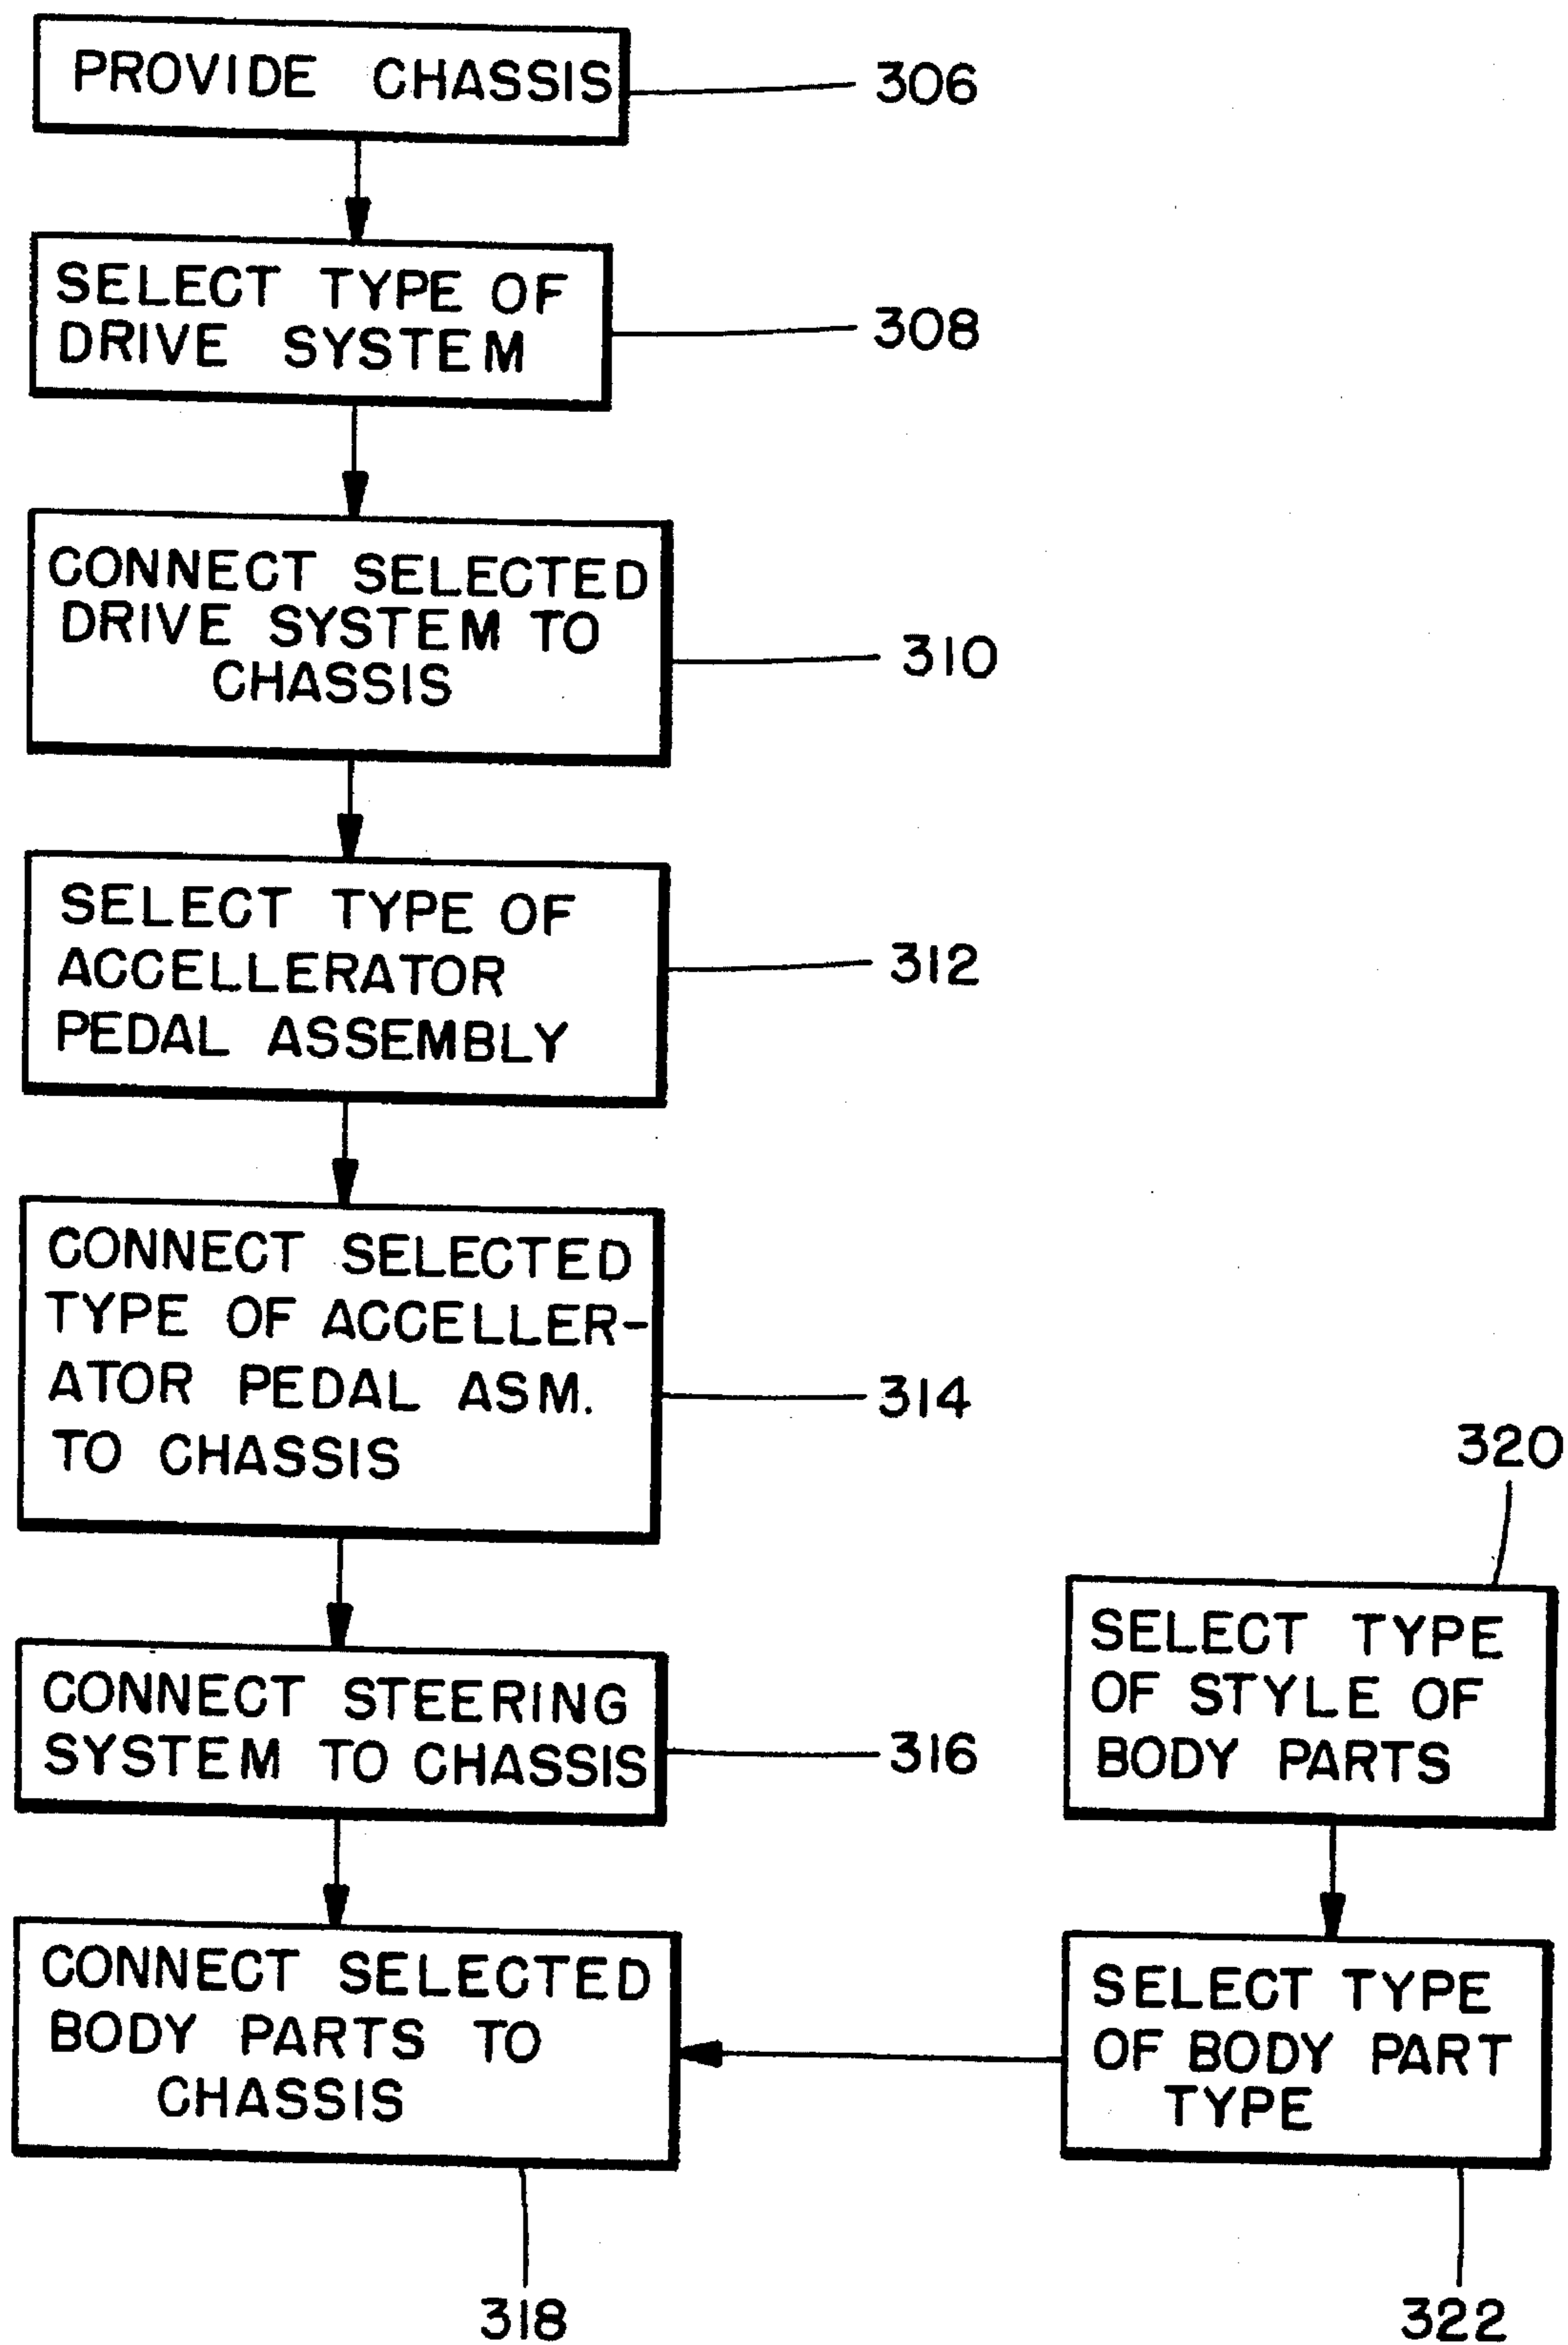 PROVIDE CHASSIS
306
SELECT TYPE OF
DRIVE SYSTEM
308
CONNECT SELECTED
DRIVE SYSTEM TO
CHASSIS
310
SELECT TYPE OF
ACCELLERATOR
PEDAL ASSEMBLY
312
CONNECT SELECTED
TYPE OF ACCELLER-
ATOR PEDAL ASM.
TO CHASSIS
314
CONNECT STEERING
SYSTEM TO CHASSIS
316
320
SELECT TYPE
OF STYLE OF
BODY PARTS
CONNECT SELECTED
BODY PARTS TO
CHASSIS
318
SELECT TYPE
OF BODY PART
TYPE
322